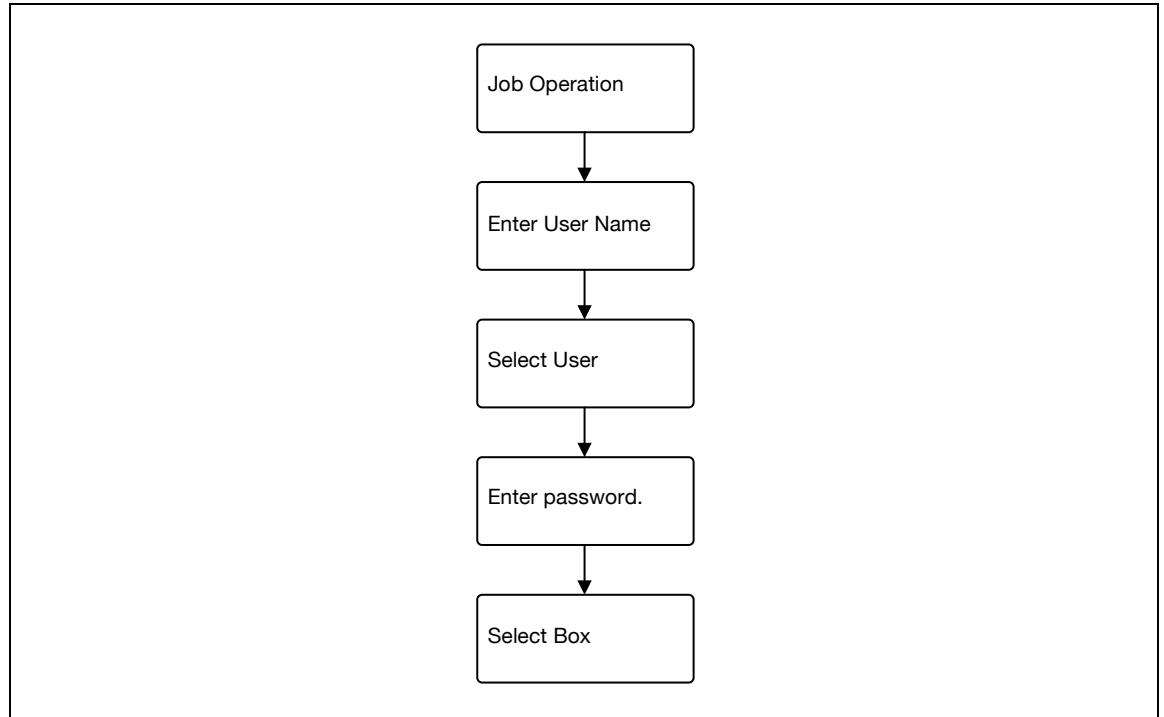 Job Operation
Enter User Name
Select User
Enter password.
Select Box